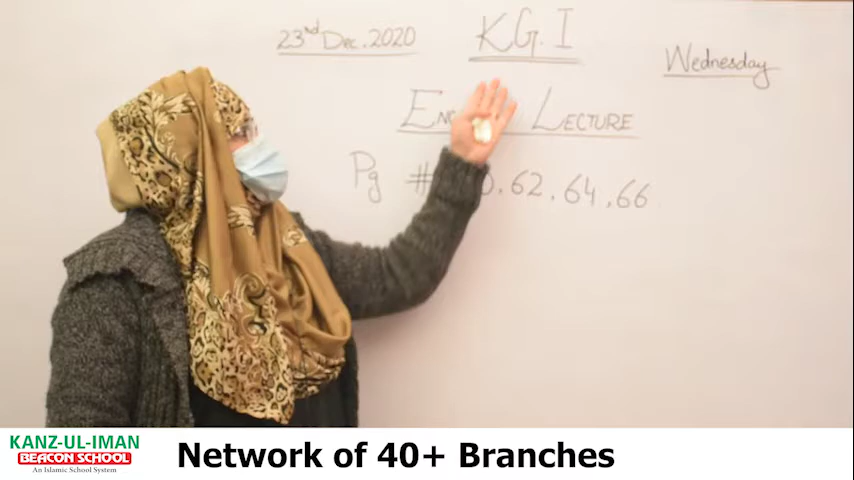 23nd Dec. 2020
KG.I
Wednesday
Lecture
Pg # 62, 64, 66
KANZ-UL-IMAN
BEACON SCHOOL
An Islamic School System
Network of 40+ Branches